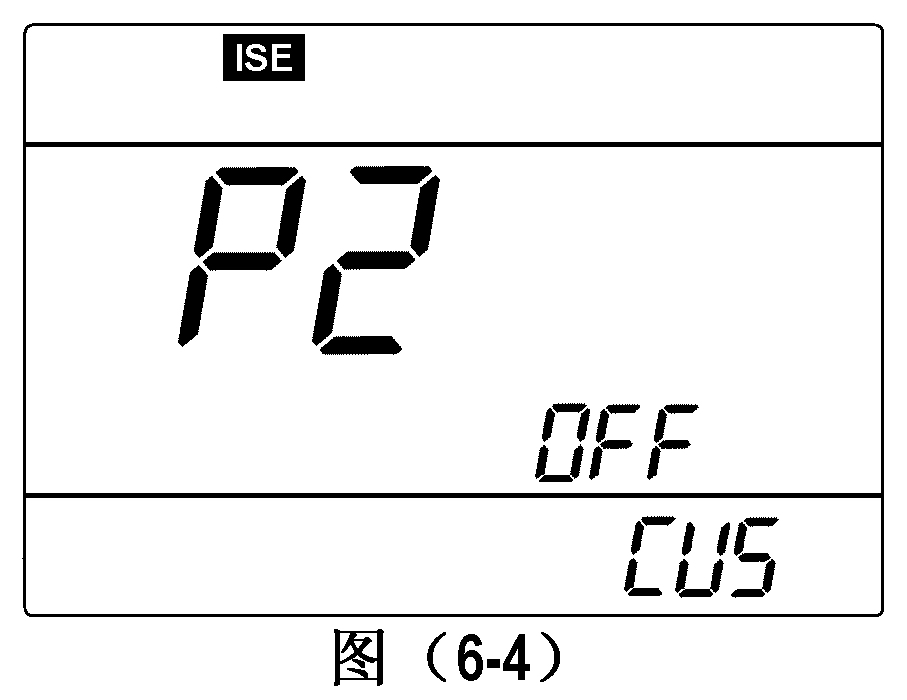 ISE
P2
OFF
CUS
图（6-4）